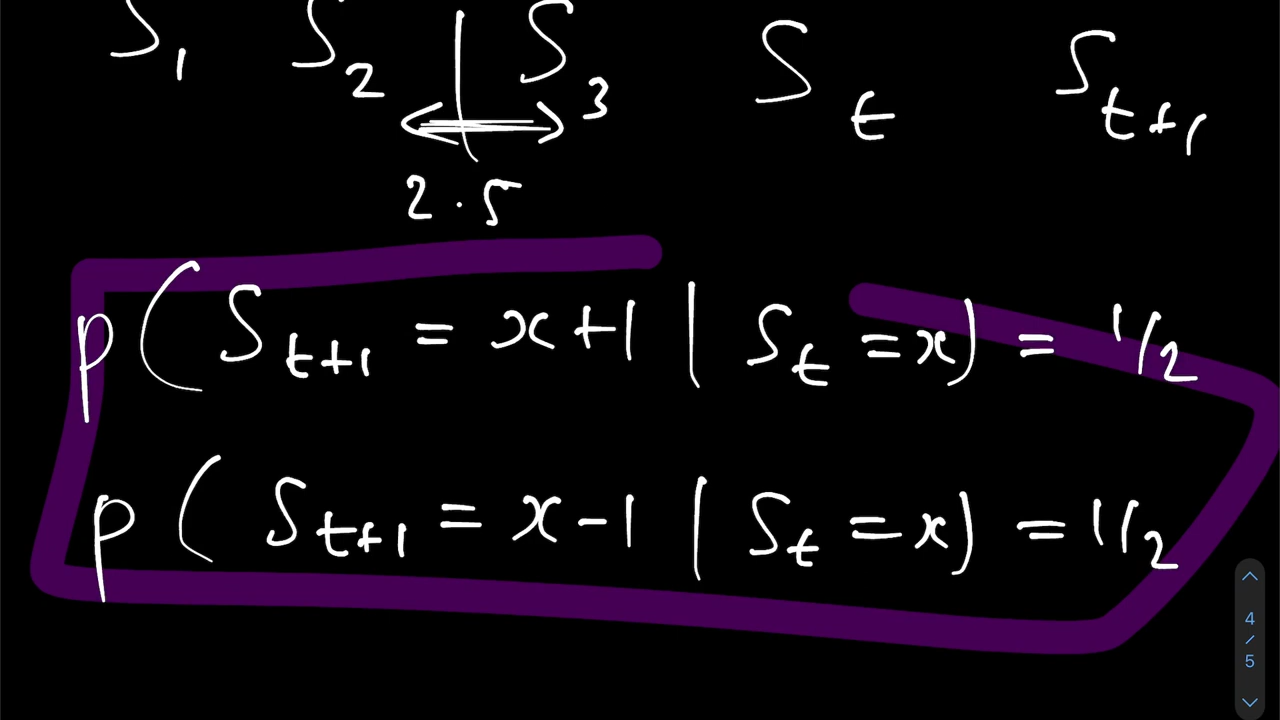 S₁ S₂ | S₃ Sₜ Sₜ₊₁
2.5
p(Sₜ₊₁ = x+1 | Sₜ = x) = 1/2
p(Sₜ₊₁ = x-1 | Sₜ = x) = 1/2
4
/
5